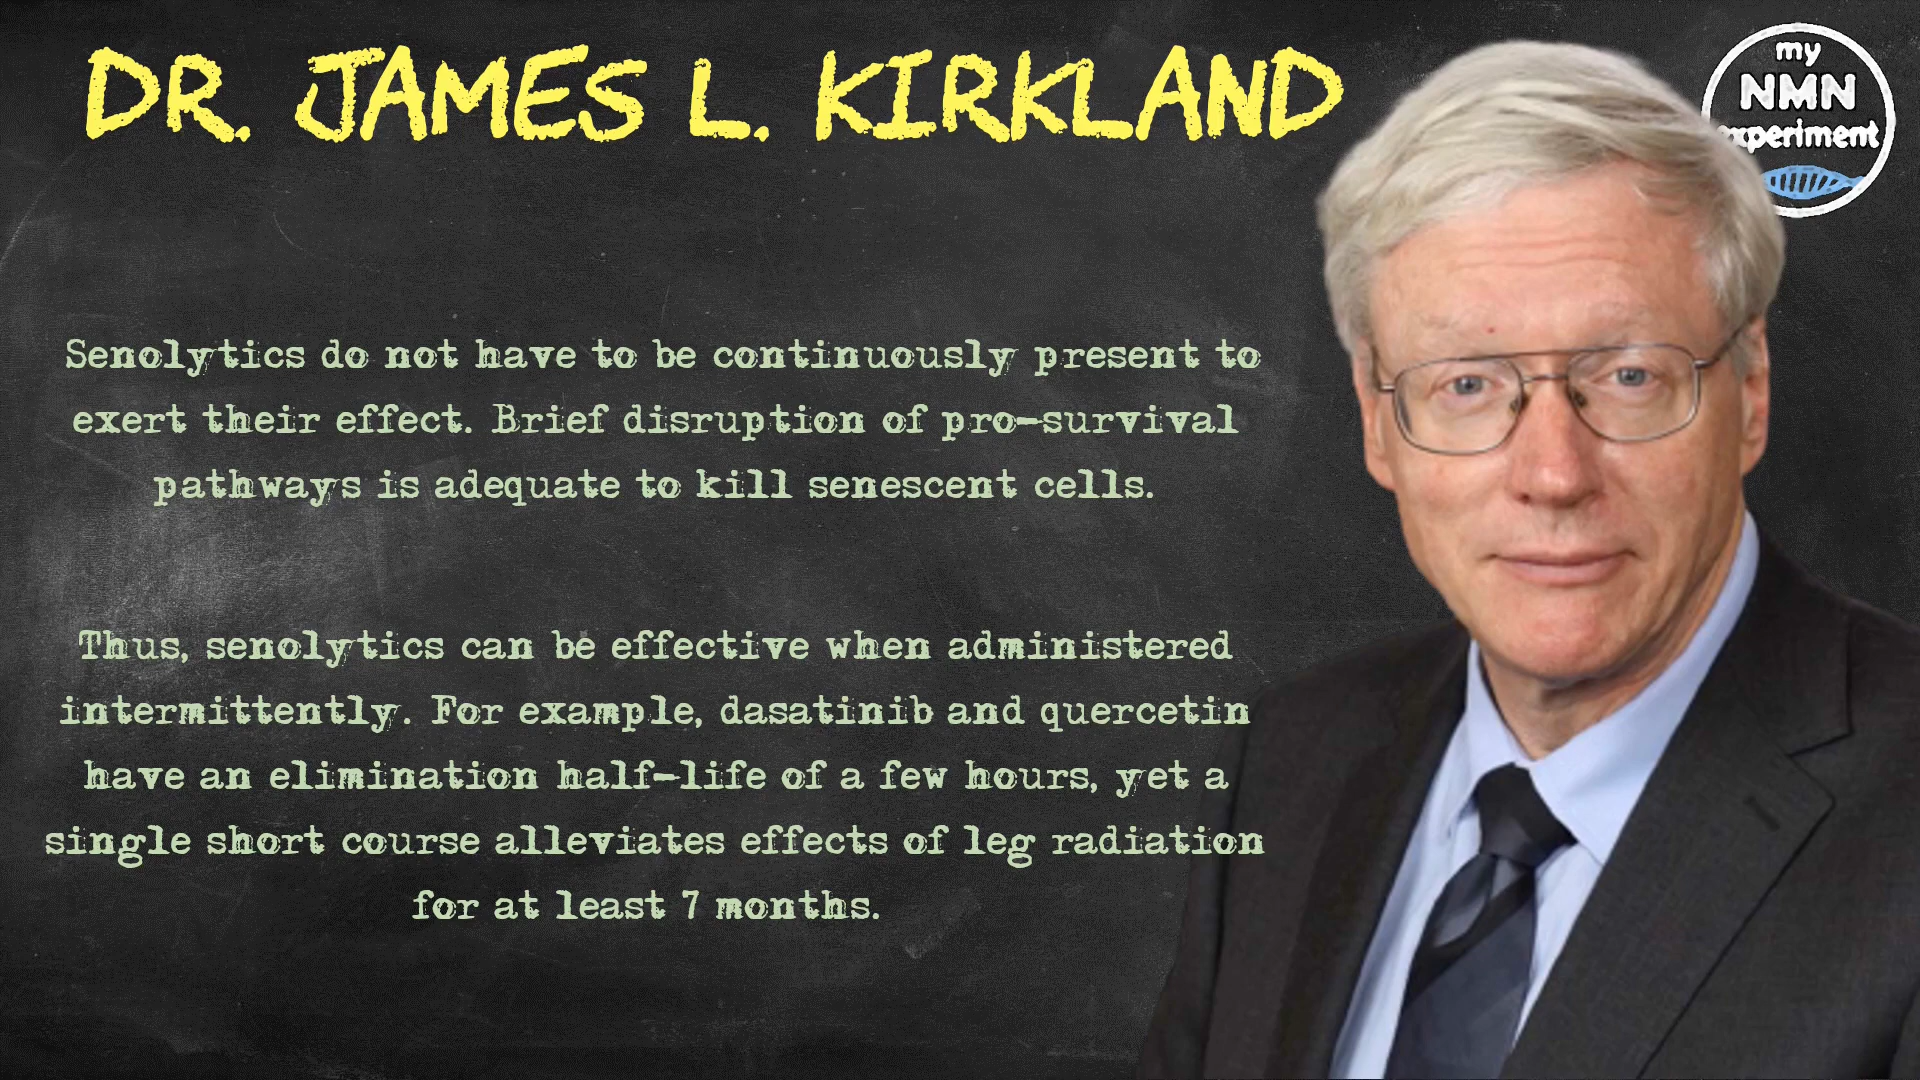 DR. JAMES L. KIRKLAND
my
NMN
experiment
Senolytics do not have to be continuously present to
exert their effect. Brief disruption of pro-survival
pathways is adequate to kill senescent cells.
Thus, senolytics can be effective when administered
intermittently. For example, dasatinib and quercetin
have an elimination half-life of a few hours, yet a
single short course alleviates effects of leg radiation
for at least 7 months.